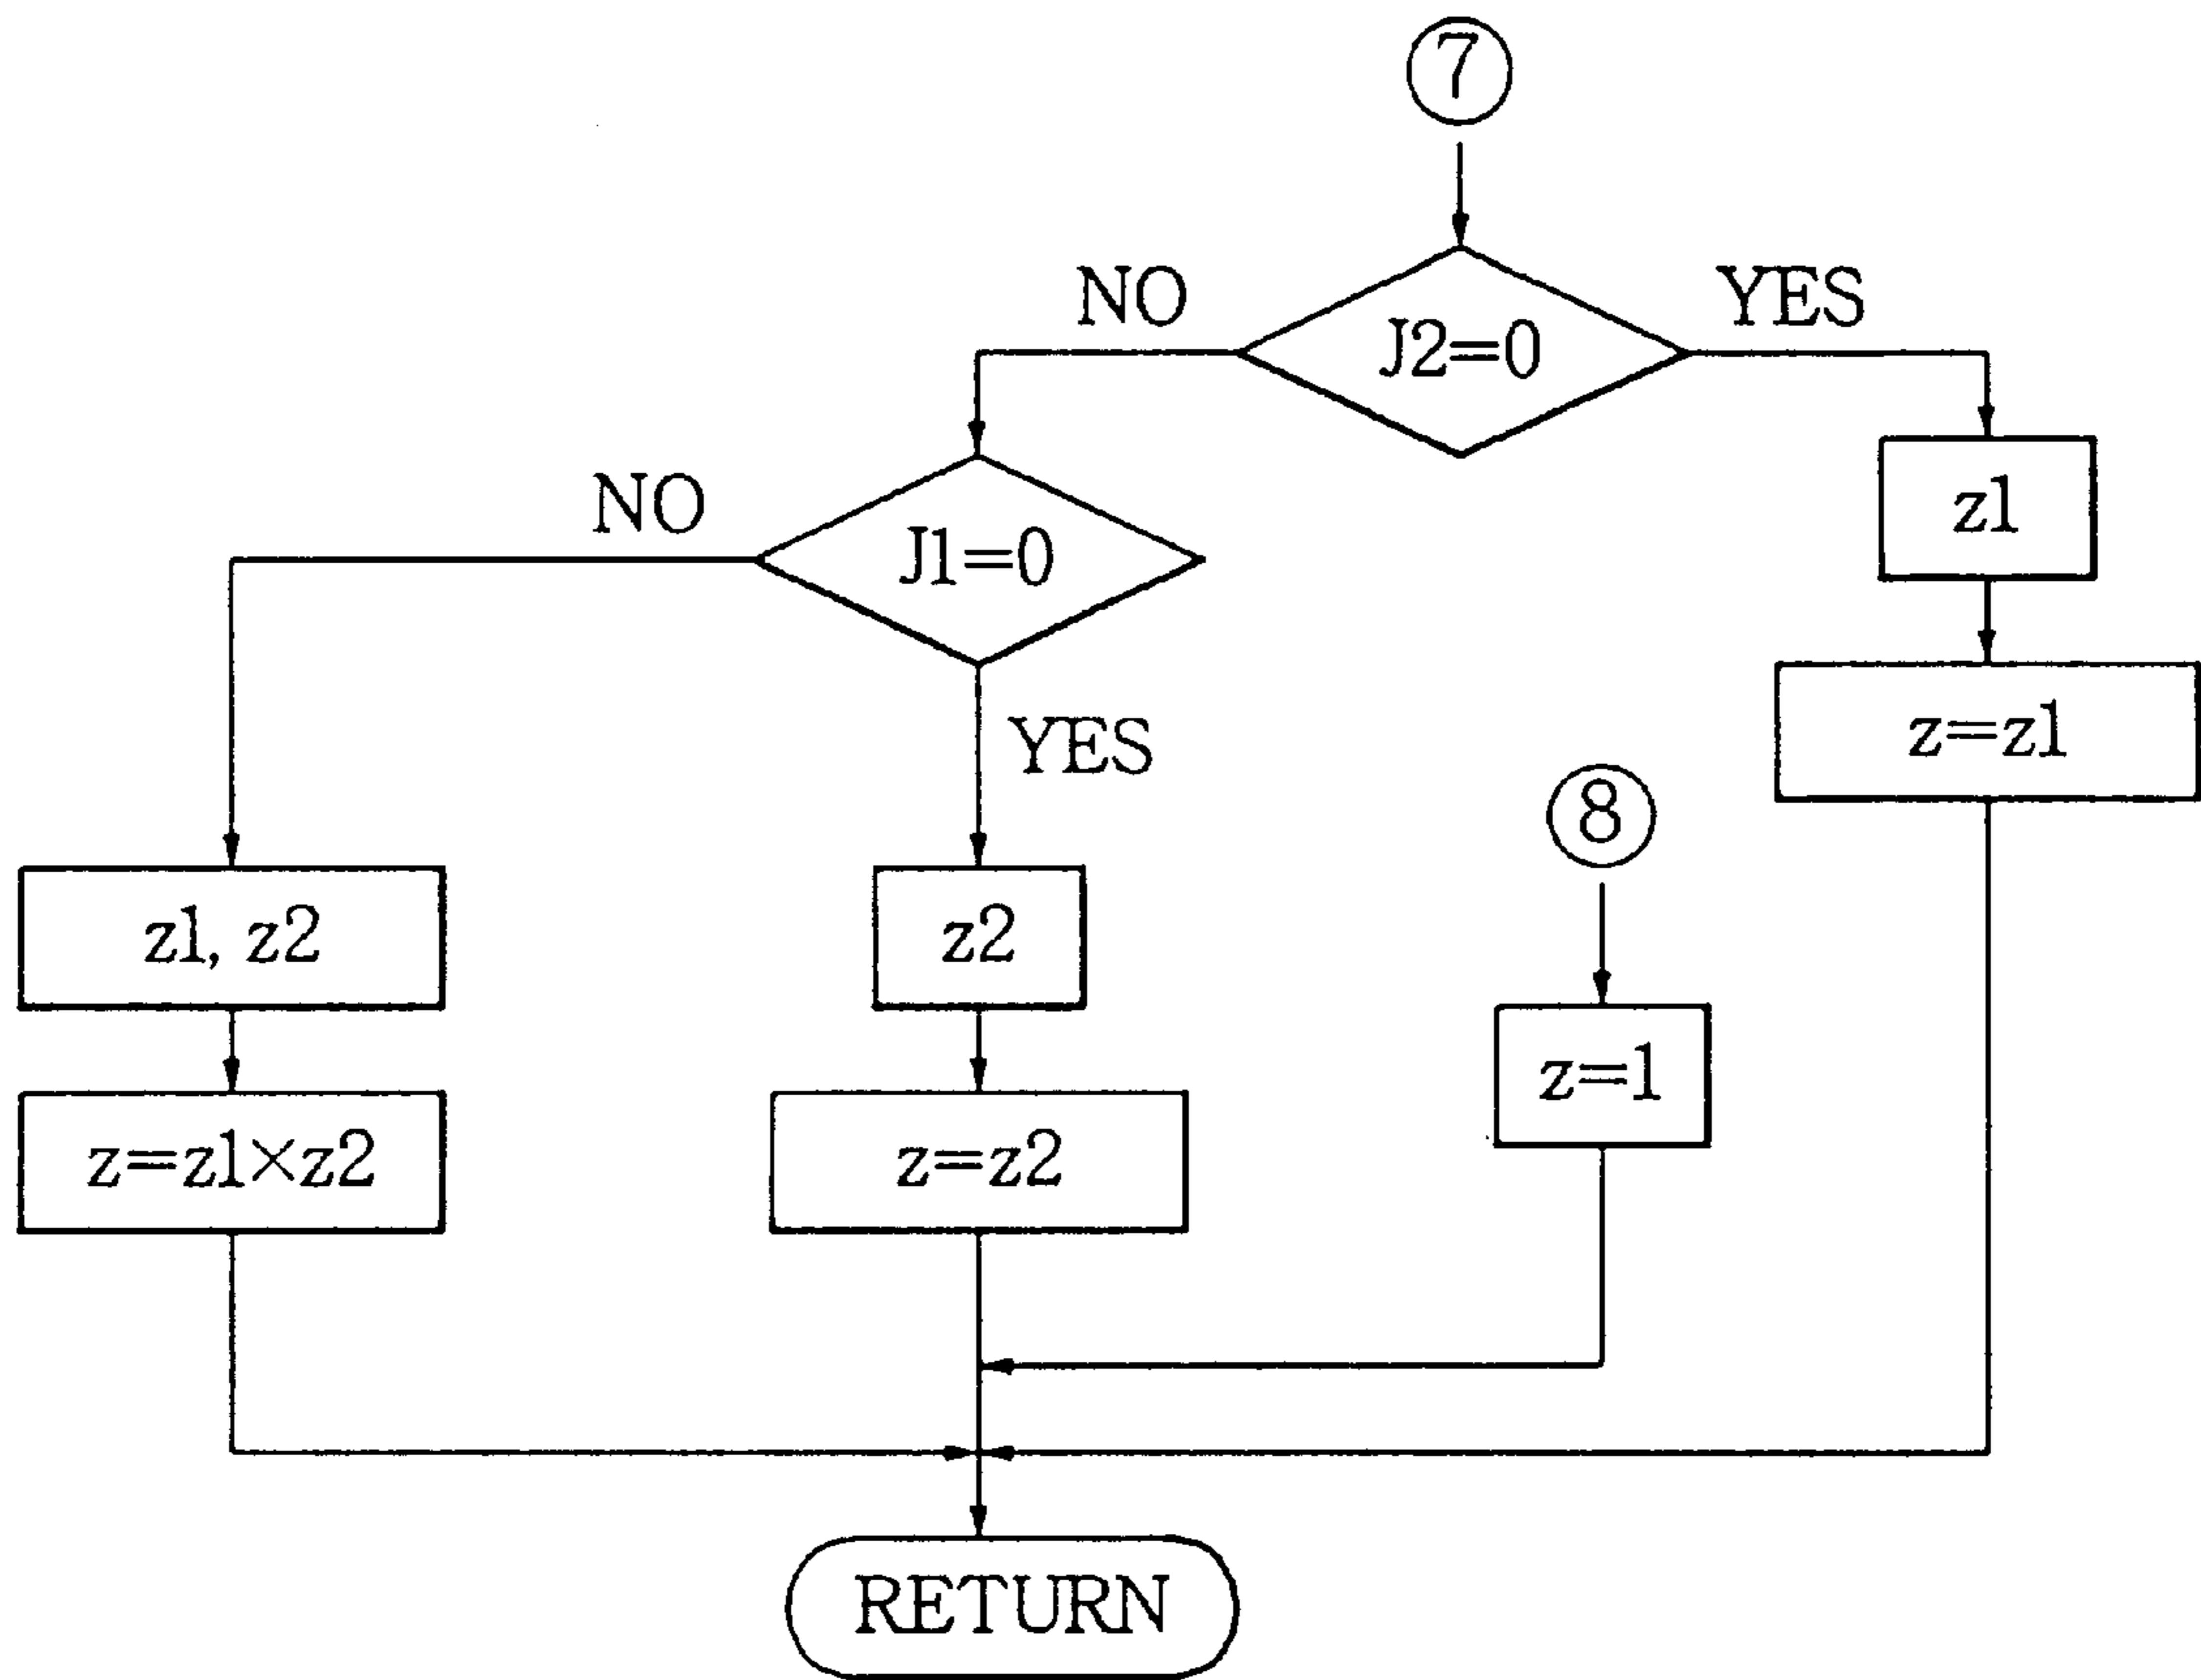 7
NO
YES
J2=0
NO
J1=0
z1
YES
z=z1
8
z1, z2
z2
z=1
z=z1×z2
z=z2
RETURN